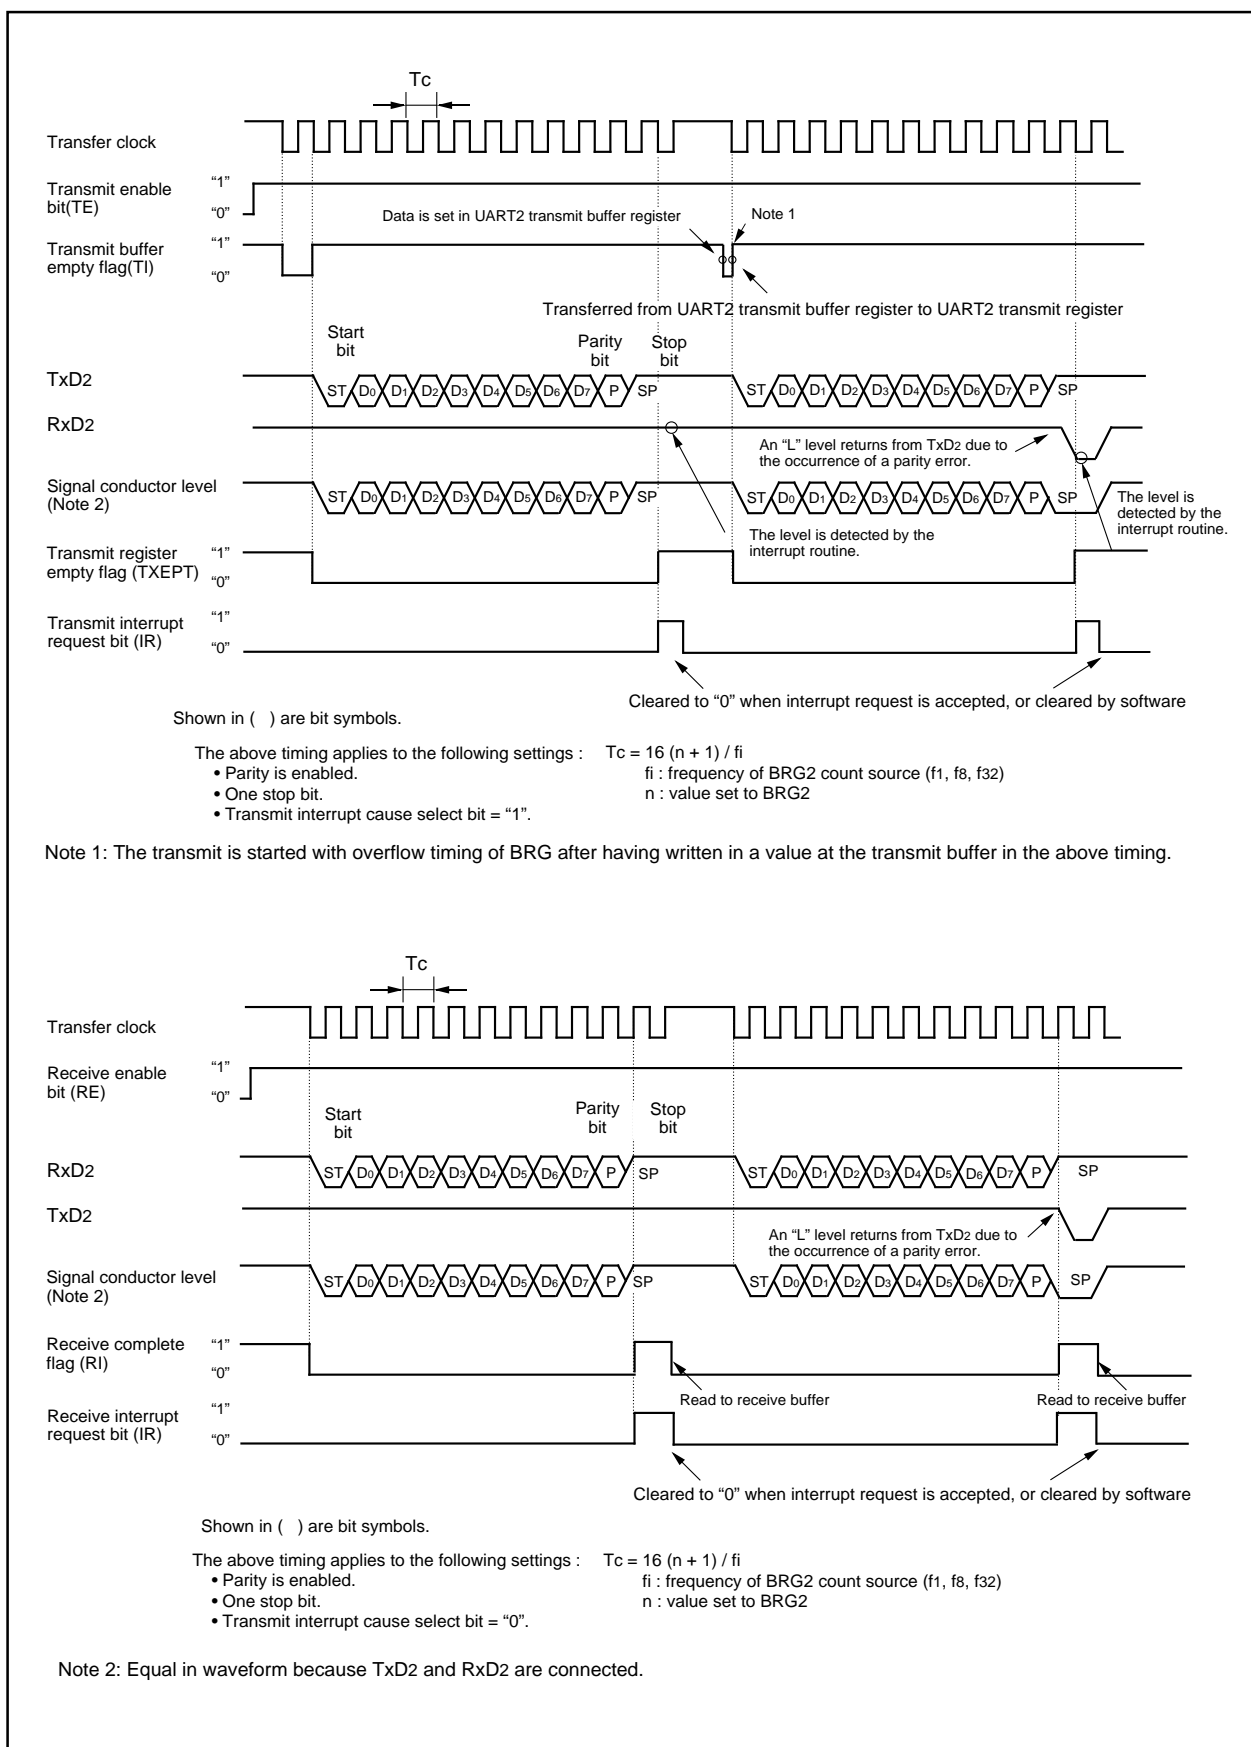 Tc
Transfer clock
Transmit enable
bit(TE)
“1”
“0”
Data is set in UART2 transmit buffer register
Note 1
Transmit buffer
empty flag(TI)
“1”
“0”
Transferred from UART2 transmit buffer register to UART2 transmit register
Start
bit
Parity
bit
Stop
bit
TxD2
ST D0 D1 D2 D3 D4 D5 D6 D7 P SP
ST D0 D1 D2 D3 D4 D5 D6 D7 P SP
RxD2
An “L” level returns from TxD2 due to
the occurrence of a parity error.
Signal conductor level
(Note 2)
ST D0 D1 D2 D3 D4 D5 D6 D7 P SP
ST D0 D1 D2 D3 D4 D5 D6 D7 P SP
The level is
detected by the
interrupt routine.
The level is detected by the
interrupt routine.
Transmit register
empty flag (TXEPT)
“1”
“0”
Transmit interrupt
request bit (IR)
“1”
“0”
Cleared to “0” when interrupt request is accepted, or cleared by software
Shown in ( ) are bit symbols.
The above timing applies to the following settings :
• Parity is enabled.
• One stop bit.
• Transmit interrupt cause select bit = “1”.
Tc = 16 (n + 1) / fi
fi : frequency of BRG2 count source (f1, f8, f32)
n : value set to BRG2
Note 1: The transmit is started with overflow timing of BRG after having written in a value at the transmit buffer in the above timing.
Tc
Transfer clock
Receive enable
bit (RE)
“1”
“0”
Start
bit
Parity
bit
Stop
bit
RxD2
ST D0 D1 D2 D3 D4 D5 D6 D7 P SP
ST D0 D1 D2 D3 D4 D5 D6 D7 P SP
TxD2
An “L” level returns from TxD2 due to
the occurrence of a parity error.
Signal conductor level
(Note 2)
ST D0 D1 D2 D3 D4 D5 D6 D7 P SP
ST D0 D1 D2 D3 D4 D5 D6 D7 P SP
Receive complete
flag (RI)
“1”
“0”
Read to receive buffer
Read to receive buffer
Receive interrupt
request bit (IR)
“1”
“0”
Cleared to “0” when interrupt request is accepted, or cleared by software
Shown in ( ) are bit symbols.
The above timing applies to the following settings :
• Parity is enabled.
• One stop bit.
• Transmit interrupt cause select bit = “0”.
Tc = 16 (n + 1) / fi
fi : frequency of BRG2 count source (f1, f8, f32)
n : value set to BRG2
Note 2: Equal in waveform because TxD2 and RxD2 are connected.